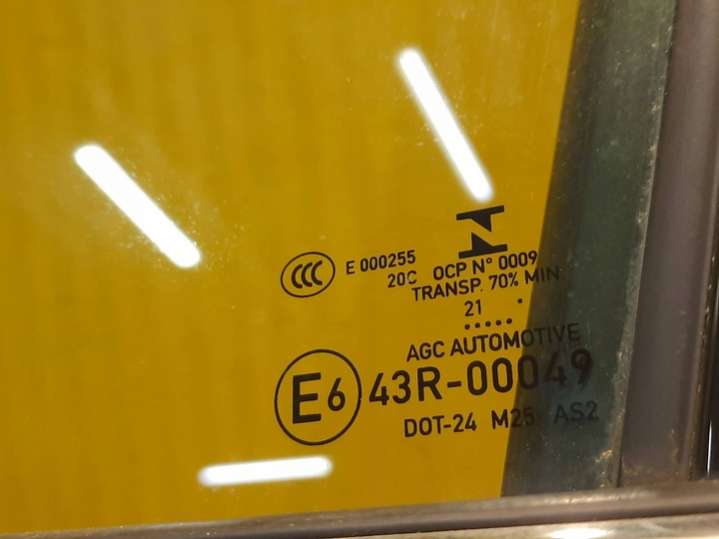 CCC E 000255
20C OCP N° 0009
TRANSP. 70% MIN
21
AGC AUTOMOTIVE
E6 43R-00049
DOT-24 M25 AS2